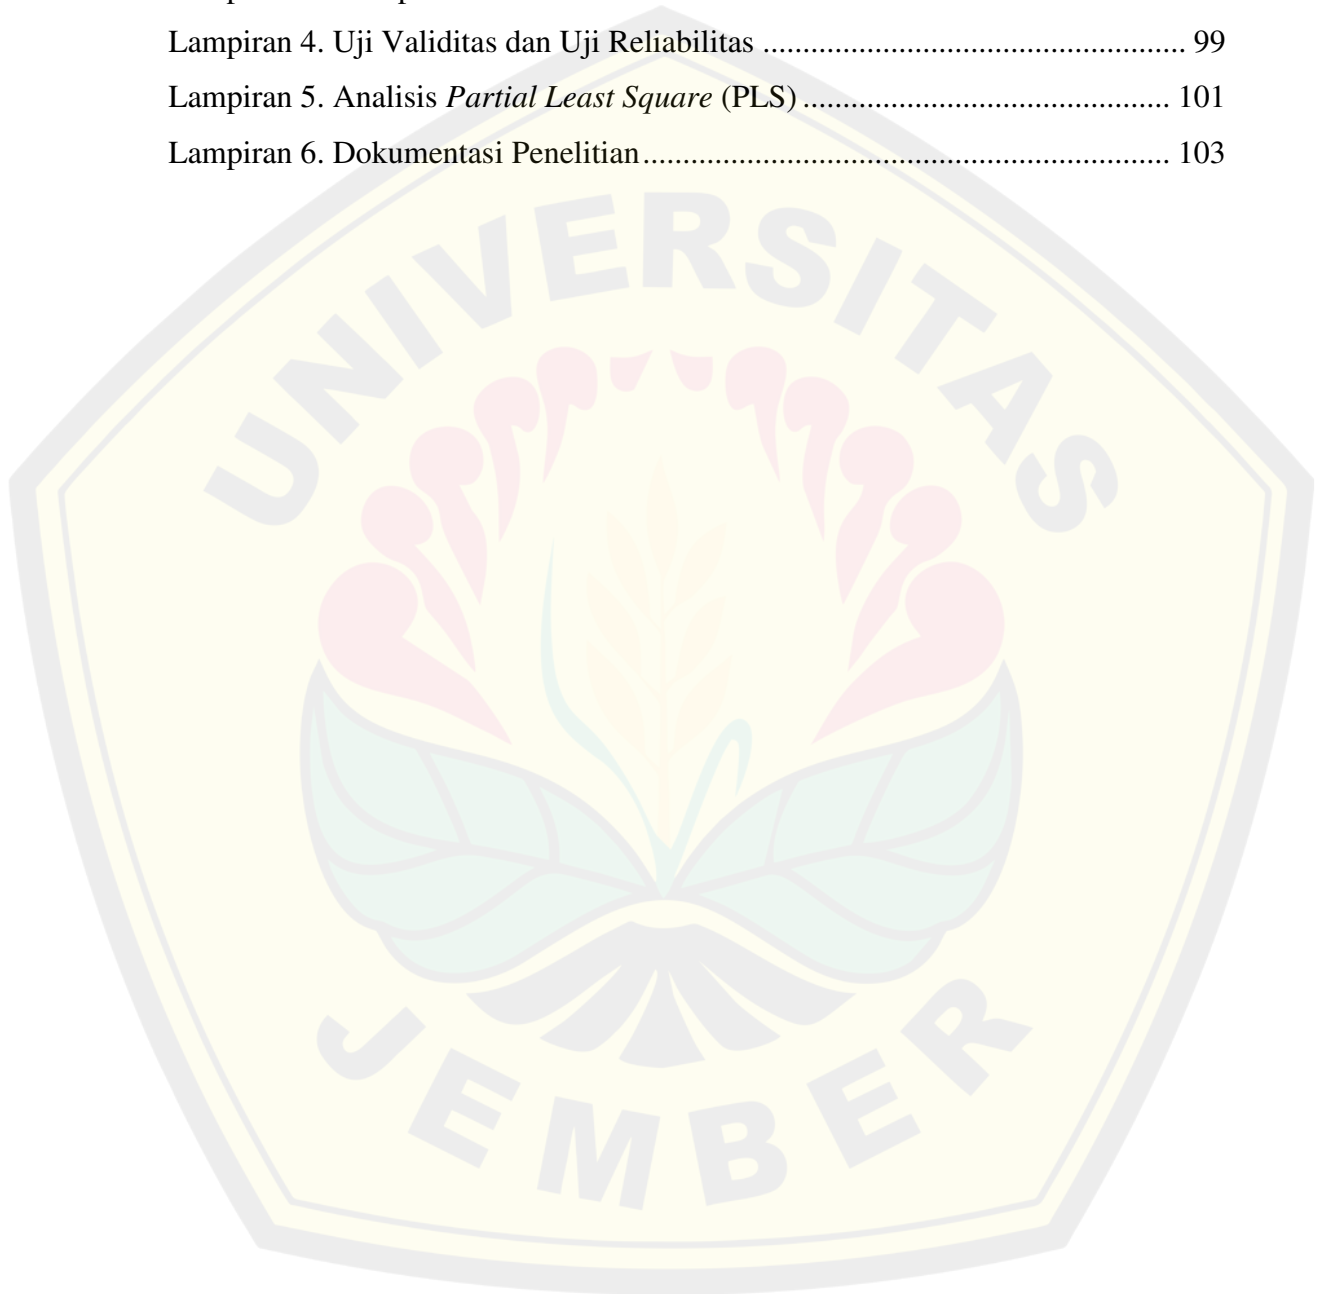 Lampiran 4. Uji Validitas dan Uji Reliabilitas ..................................................... 99
Lampiran 5. Analisis Partial Least Square (PLS) .............................................. 101
Lampiran 6. Dokumentasi Penelitian.................................................................. 103
UNIVERSITAS
JEMBER